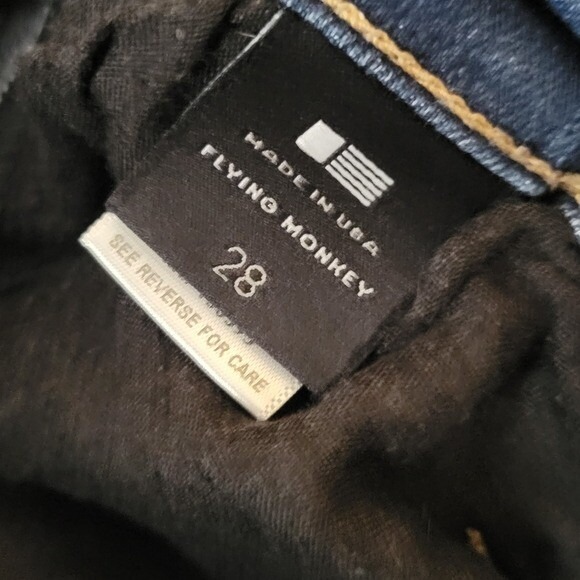 MADE IN USA
FLYING MONKEY
28
SEE REVERSE FOR CARE